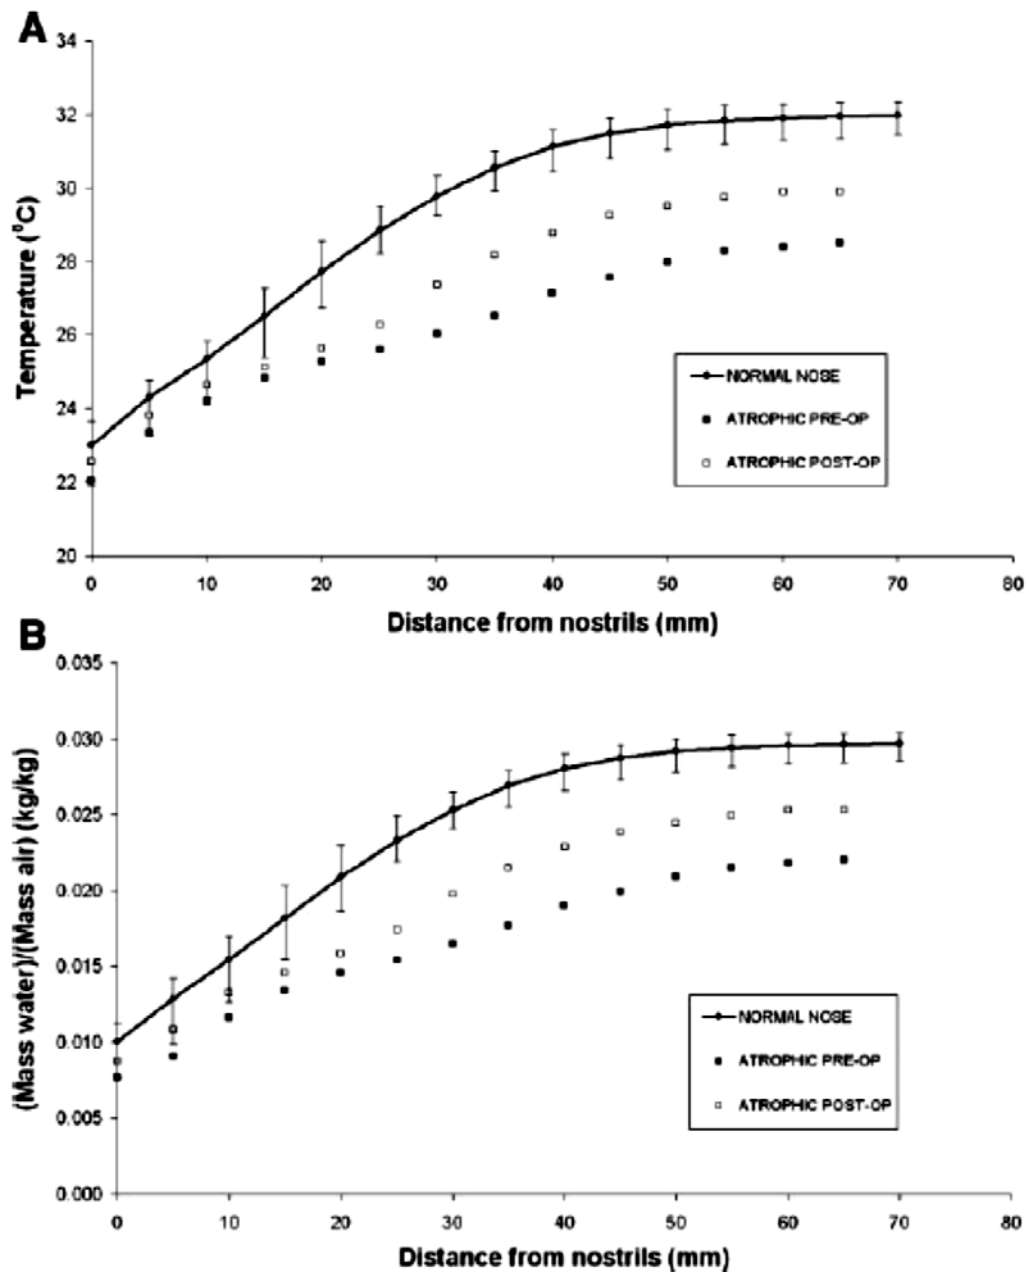 A
34
32
30
28
26
24
22
20
Temperature (⁰C)
NORMAL NOSE
ATROPHIC PRE-OP
ATROPHIC POST-OP
0 10 20 30 40 50 60 70 80
Distance from nostrils (mm)
B
0.035
0.030
0.025
0.020
0.015
0.010
0.005
0.000
(Mass water)/(Mass air) (kg/kg)
NORMAL NOSE
ATROPHIC PRE-OP
ATROPHIC POST-OP
0 10 20 30 40 50 60 70 80
Distance from nostrils (mm)